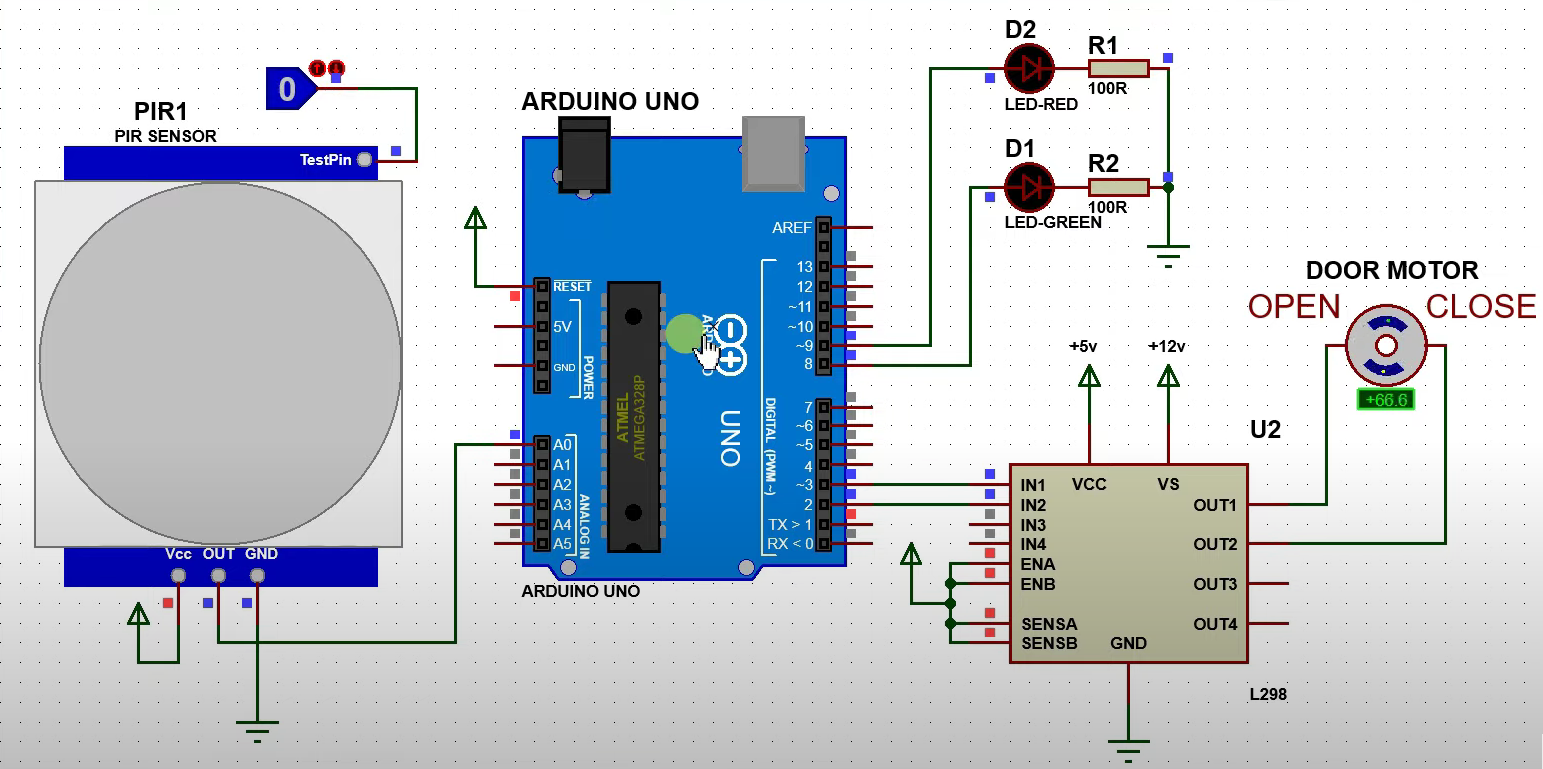 0
PIR1
PIR SENSOR
TestPin
Vcc OUT GND
ARDUINO UNO
RESET
5V
GND
POWER
A0
A1
A2
A3
A4
A5
ANALOG IN
ATMEL
ATMEGA328P
UNO
AREF
13
12
~11
~10
~9
8
7
~6
~5
4
~3
2
TX > 1
RX < 0
DIGITAL (PWM ~)
ARDUINO UNO
D2
LED-RED
R1
100R
D1
LED-GREEN
R2
100R
DOOR MOTOR
OPEN CLOSE
+66.6
+5v +12v
U2
IN1
IN2
IN3
IN4
ENA
ENB
SENSA
SENSB
VCC VS
GND
OUT1
OUT2
OUT3
OUT4
L298